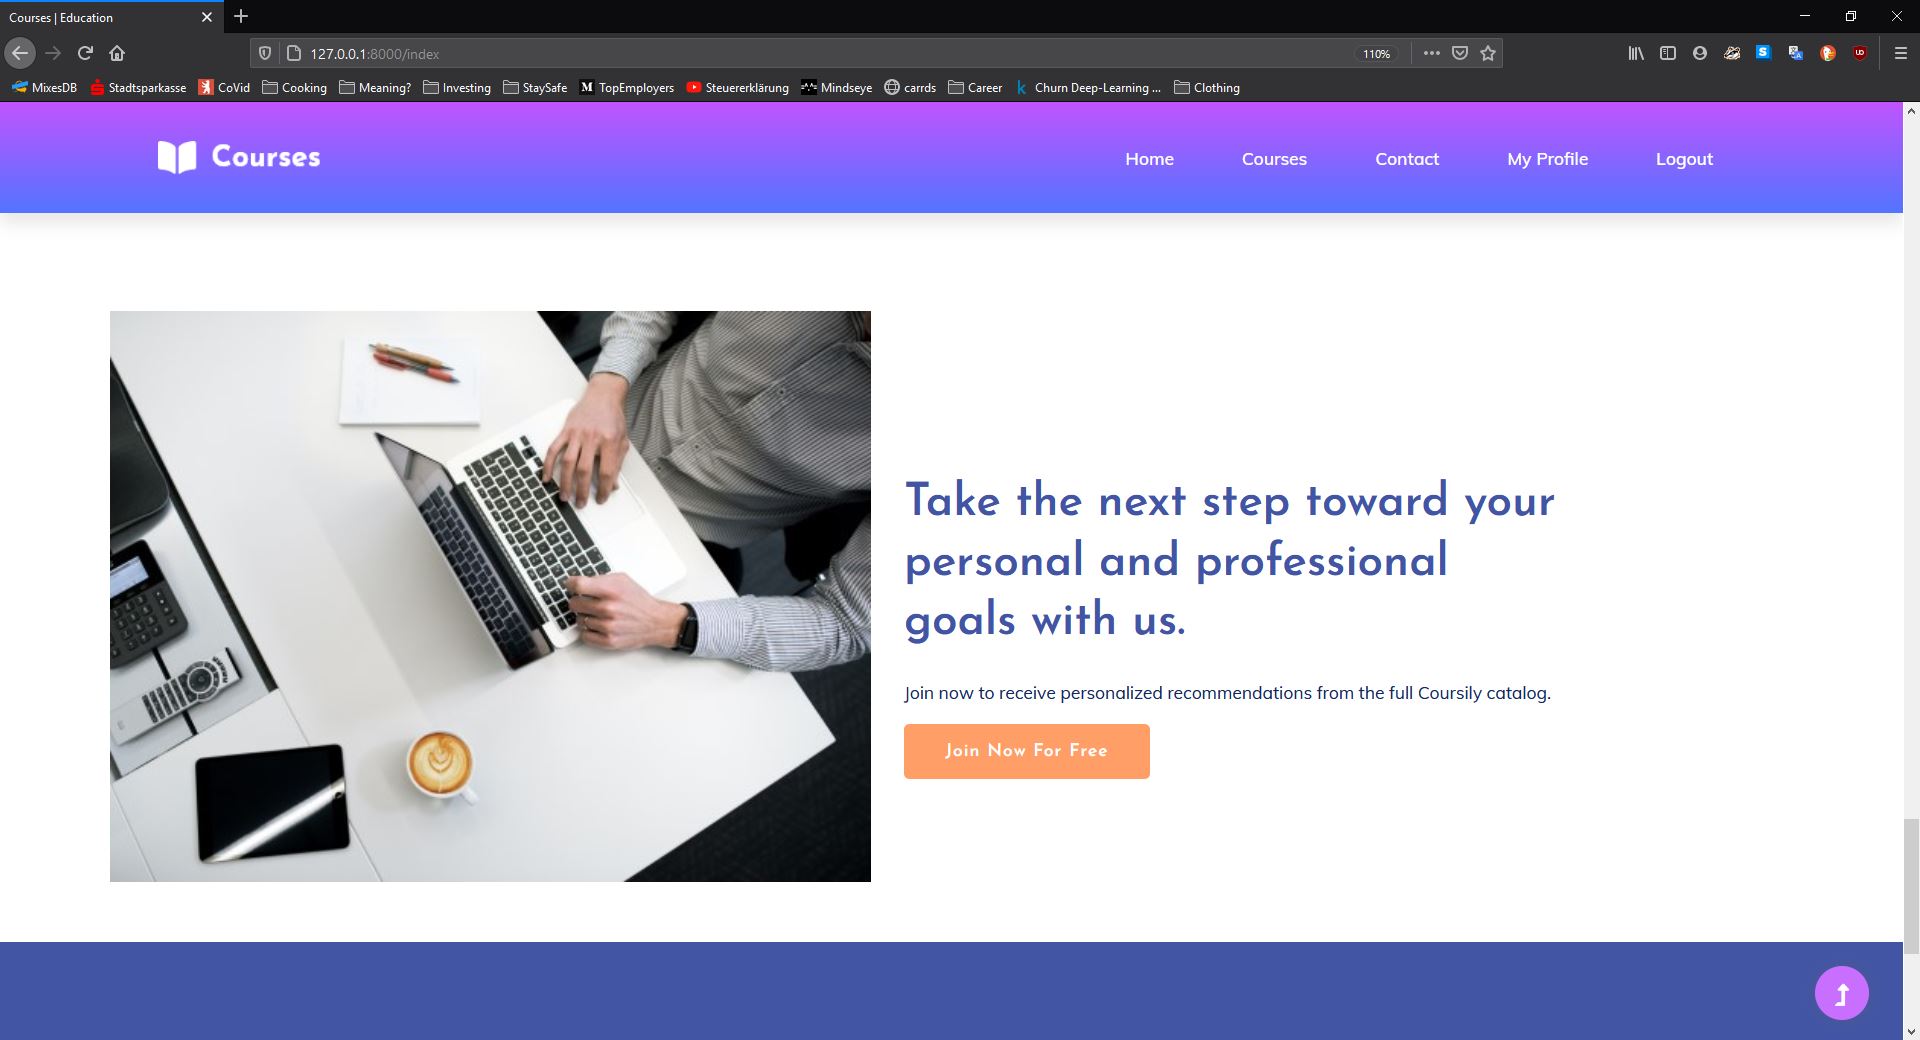 Courses | Education
127.0.0.1:8000/index
110%
MixesDB
Stadtsparkasse
CoVid
Cooking
Meaning?
Investing
StaySafe
M TopEmployers
Steuererklärung
Mindseye
carrds
Career
k Churn Deep-Learning ...
Clothing
Courses
Home
Courses
Contact
My Profile
Logout
Take the next step toward your
personal and professional
goals with us.
Join now to receive personalized recommendations from the full Coursily catalog.
Join Now For Free